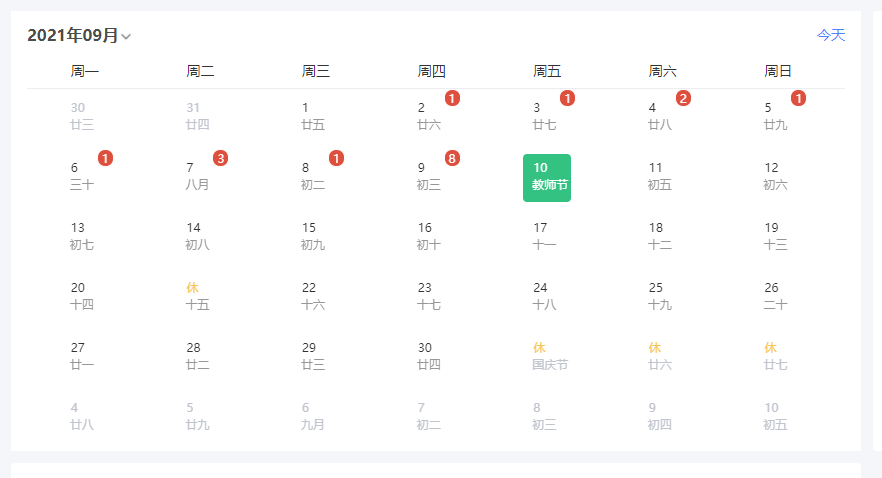 2021年09月 今天
周一 周二 周三 周四 周五 周六 周日
30 31 1 2 1 3 1 4 2 5 1
廿三 廿四 廿五 廿六 廿七 廿八 廿九
6 1 7 3 8 1 9 8 10 11 12
三十 八月 初二 初三 教师节 初五 初六
13 14 15 16 17 18 19
初七 初八 初九 初十 十一 十二 十三
20 休 22 23 24 25 26
十四 十五 十六 十七 十八 十九 二十
27 28 29 30 休 休 休
廿一 廿二 廿三 廿四 国庆节 廿六 廿七
4 5 6 7 8 9 10
廿八 廿九 九月 初二 初三 初四 初五